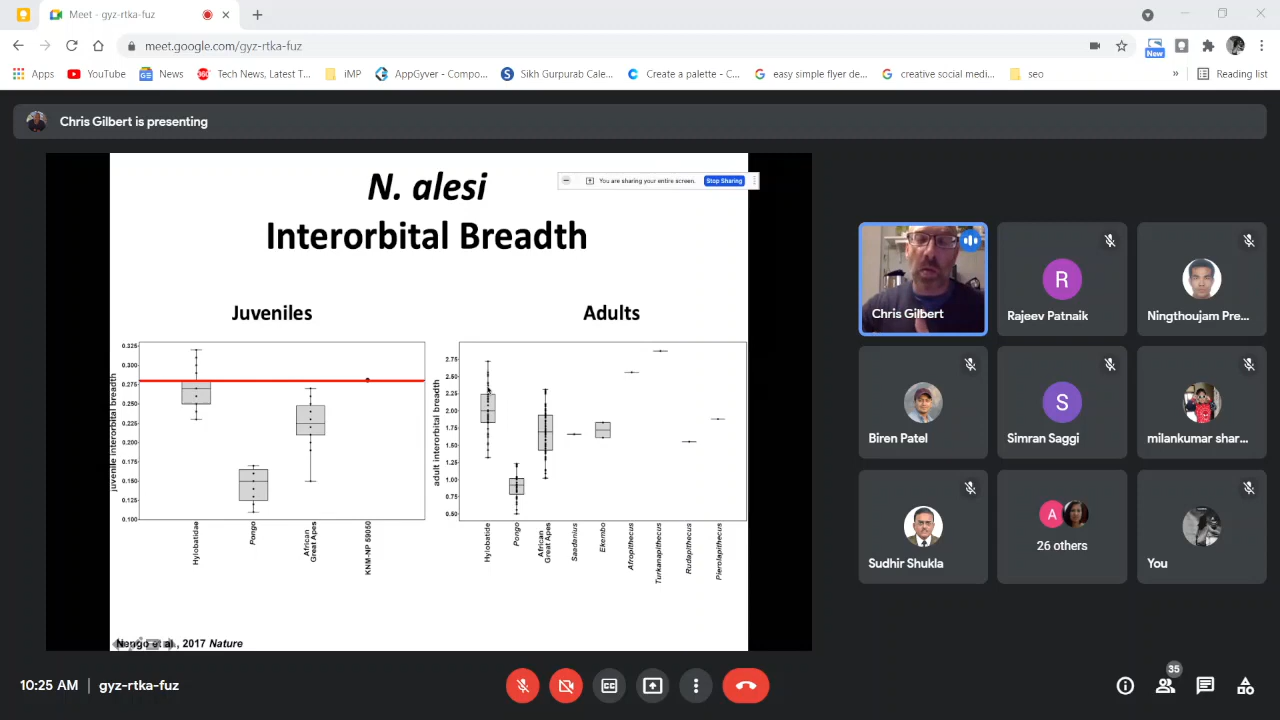 Meet - gyz-rtka-fuz
meet.google.com/gyz-rtka-fuz
New
Apps
YouTube
News
Tech News, Latest T...
iMP
AppGyver - Compo...
Sikh Gurpurab Cale...
Create a palette - C...
easy simple flyer de...
creative social medi...
seo
»
Reading list
Chris Gilbert is presenting
N. alesi
You are sharing your entire screen.
Stop Sharing
Interorbital Breadth
Juveniles
Adults
juvenile interorbital breadth
0.325
0.300
0.275
0.250
0.225
0.200
0.175
0.150
0.125
0.100
Hylobatidae
Pongo
African
Great Apes
KNM-NP 59050
adult interorbital breadth
2.75
2.50
2.25
2.00
1.75
1.50
1.25
1.00
0.75
0.50
Hylobatide
Pongo
African
Great Apes
Saadanius
Ekembo
Afropithecus
Turkanapithecus
Rudapithecus
Pierolapithecus
Nengo et al., 2017 Nature
Chris Gilbert
R
Rajeev Patnaik
Ningthoujam Pre...
Biren Patel
S
Simran Saggi
milankumar shar...
Sudhir Shukla
A
26 others
You
10:25 AM | gyz-rtka-fuz
CC
35